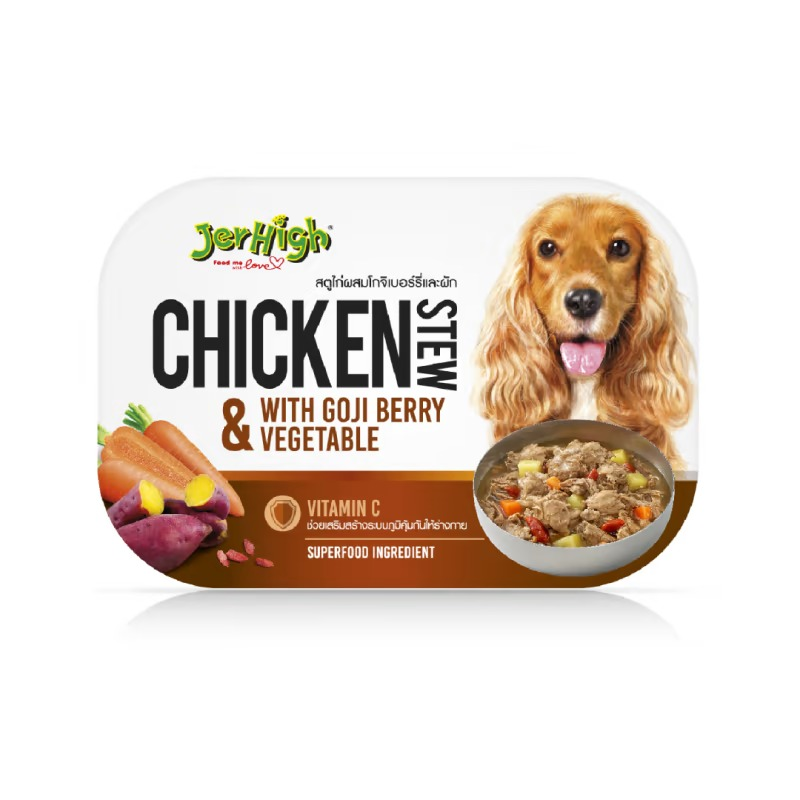 JerHigh®
Feed me with love
สตูไก่ผสมโกจิเบอร์รี่และผัก
CHICKEN STEW
& WITH GOJI BERRY
VEGETABLE
VITAMIN C
ช่วยเสริมสร้างระบบภูมิคุ้มกันให้ร่างกาย
SUPERFOOD INGREDIENT